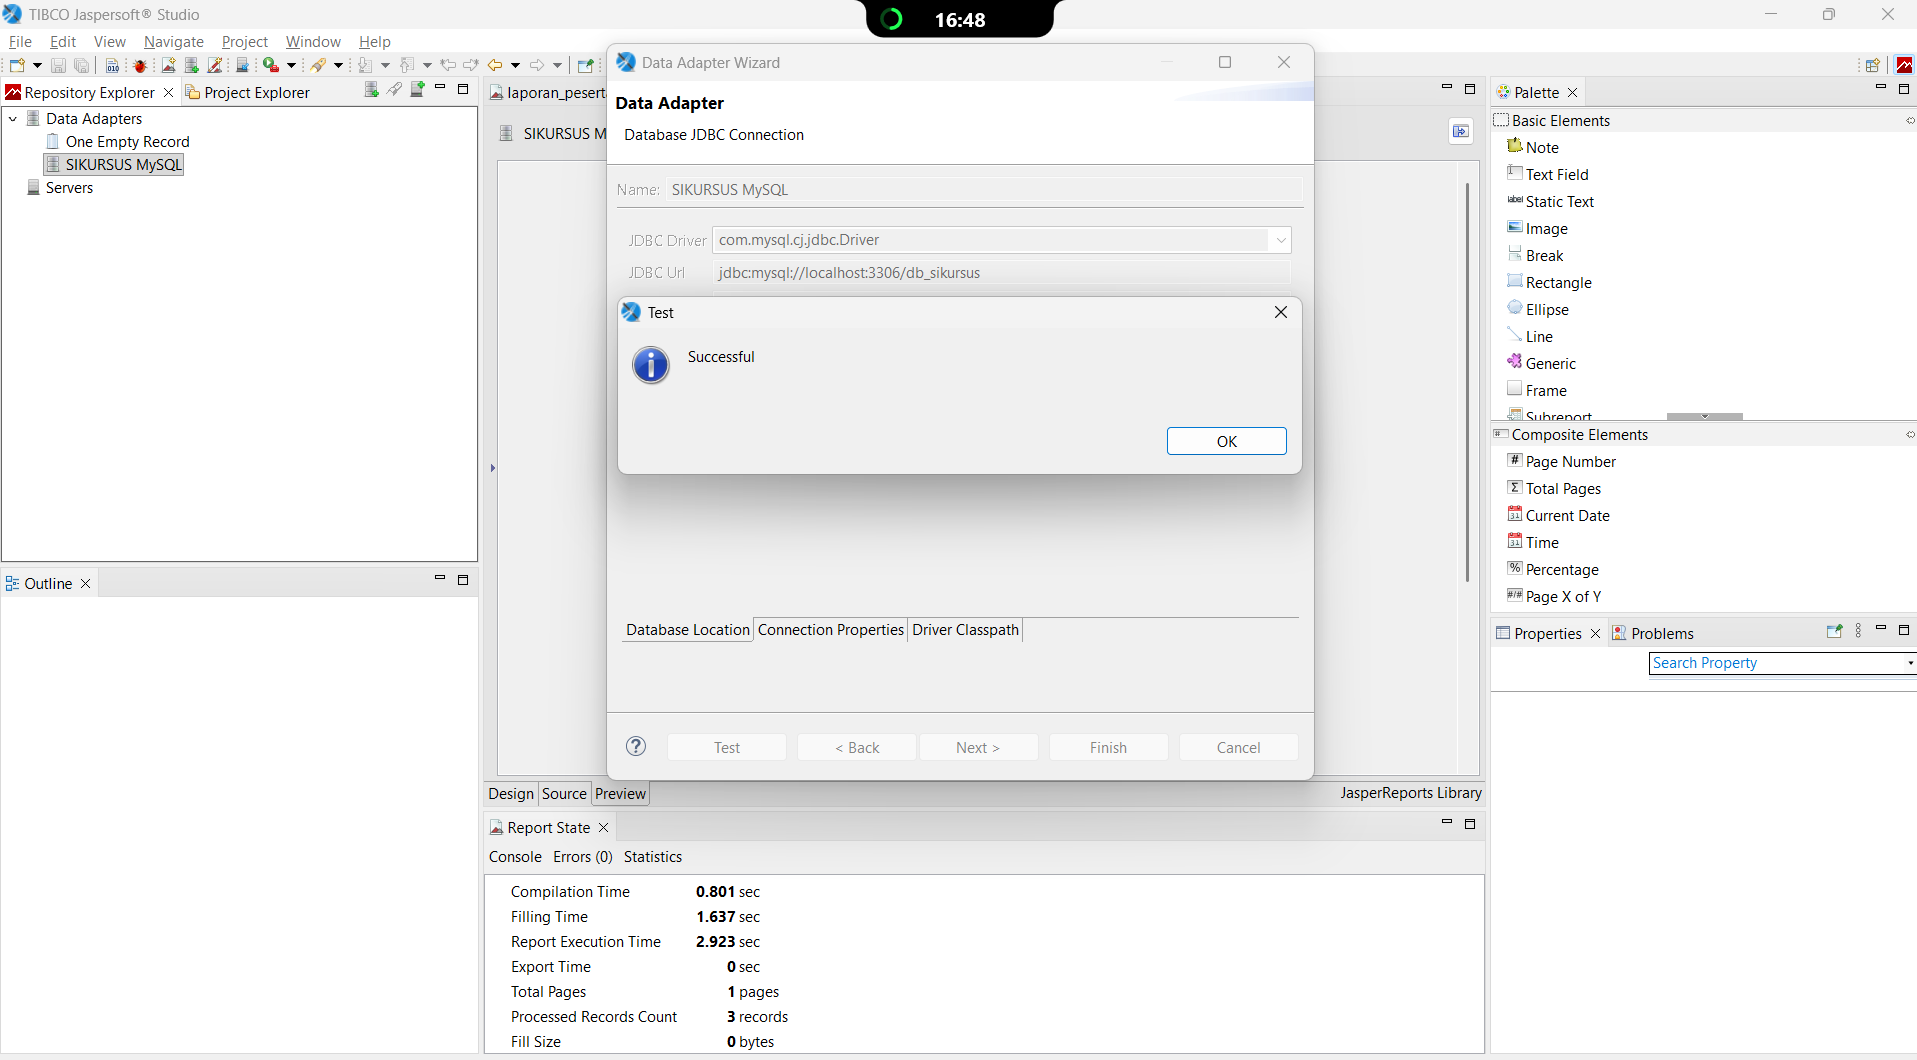 TIBCO Jaspersoft® Studio
16:48
File Edit View Navigate Project Window Help
Repository Explorer
Project Explorer
Data Adapters
One Empty Record
SIKURSUS MySQL
Servers
Outline
SIKURSUS M
Data Adapter Wizard
Data Adapter
Database JDBC Connection
Name: SIKURSUS MySQL
JDBC Driver com.mysql.cj.jdbc.Driver
JDBC Url jdbc:mysql://localhost:3306/db_sikursus
Test
Successful
OK
Database Location Connection Properties Driver Classpath
Test < Back Next > Finish Cancel
Design Source Preview
JasperReports Library
Report State
Console Errors (0) Statistics
Compilation Time 0.801 sec
Filling Time 1.637 sec
Report Execution Time 2.923 sec
Export Time 0 sec
Total Pages 1 pages
Processed Records Count 3 records
Fill Size 0 bytes
Palette
Basic Elements
Note
Text Field
Static Text
Image
Break
Rectangle
Ellipse
Line
Generic
Frame
Subreport
Composite Elements
Page Number
Total Pages
Current Date
Time
Percentage
Page X of Y
Properties Problems
Search Property